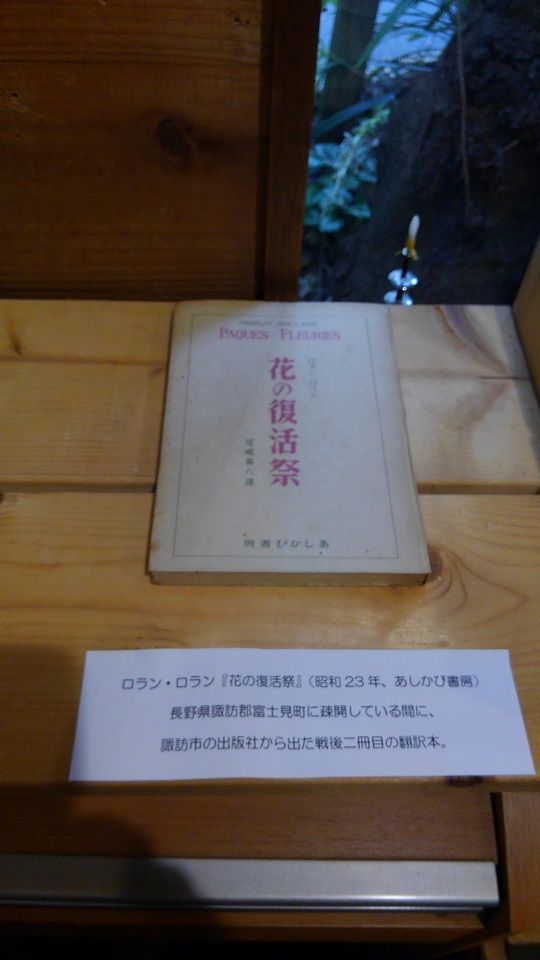 ROMAIN ROLLAND
PAQUES-FLEURIES
ロマン・ロラン
花の復活祭
尾崎喜八譯
房書びかしあ
ロラン・ロラン『花の復活祭』（昭和23年、あしかび書房）
長野県諏訪郡富士見町に疎開している間に、
諏訪市の出版社から出た戦後二冊目の翻訳本。